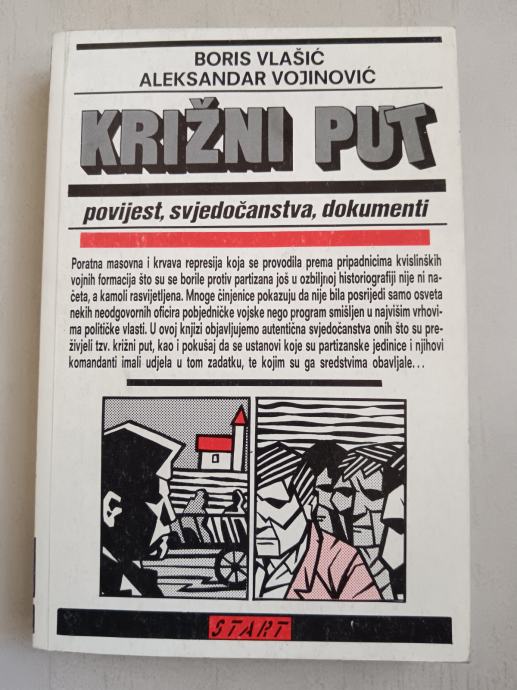 BORIS VLAŠIĆ
ALEKSANDAR VOJINOVIĆ
KRIŽNI PUT
povijest, svjedočanstva, dokumenti
Poratna masovna i krvava represija koja se provodila prema pripadnicima kvislinških
vojnih formacija što su se borile protiv partizana još u ozbiljnoj historiografiji nije ni na-
četa, a kamoli rasvijetljena. Mnoge činjenice pokazuju da nije bila posrijedi samo osveta
nekih neodgovornih oficira pobjedničke vojske nego program smišljen u najvišim vrhovi-
ma političke vlasti. U ovoj knjizi objavljujemo autentična svjedočanstva onih što su pre-
živjeli tzv. križni put, kao i pokušaj da se ustanovi koje su partizanske jedinice i njihovi
komandanti imali udjela u tom zadatku, te kojim su ga sredstvima obavljale...
START